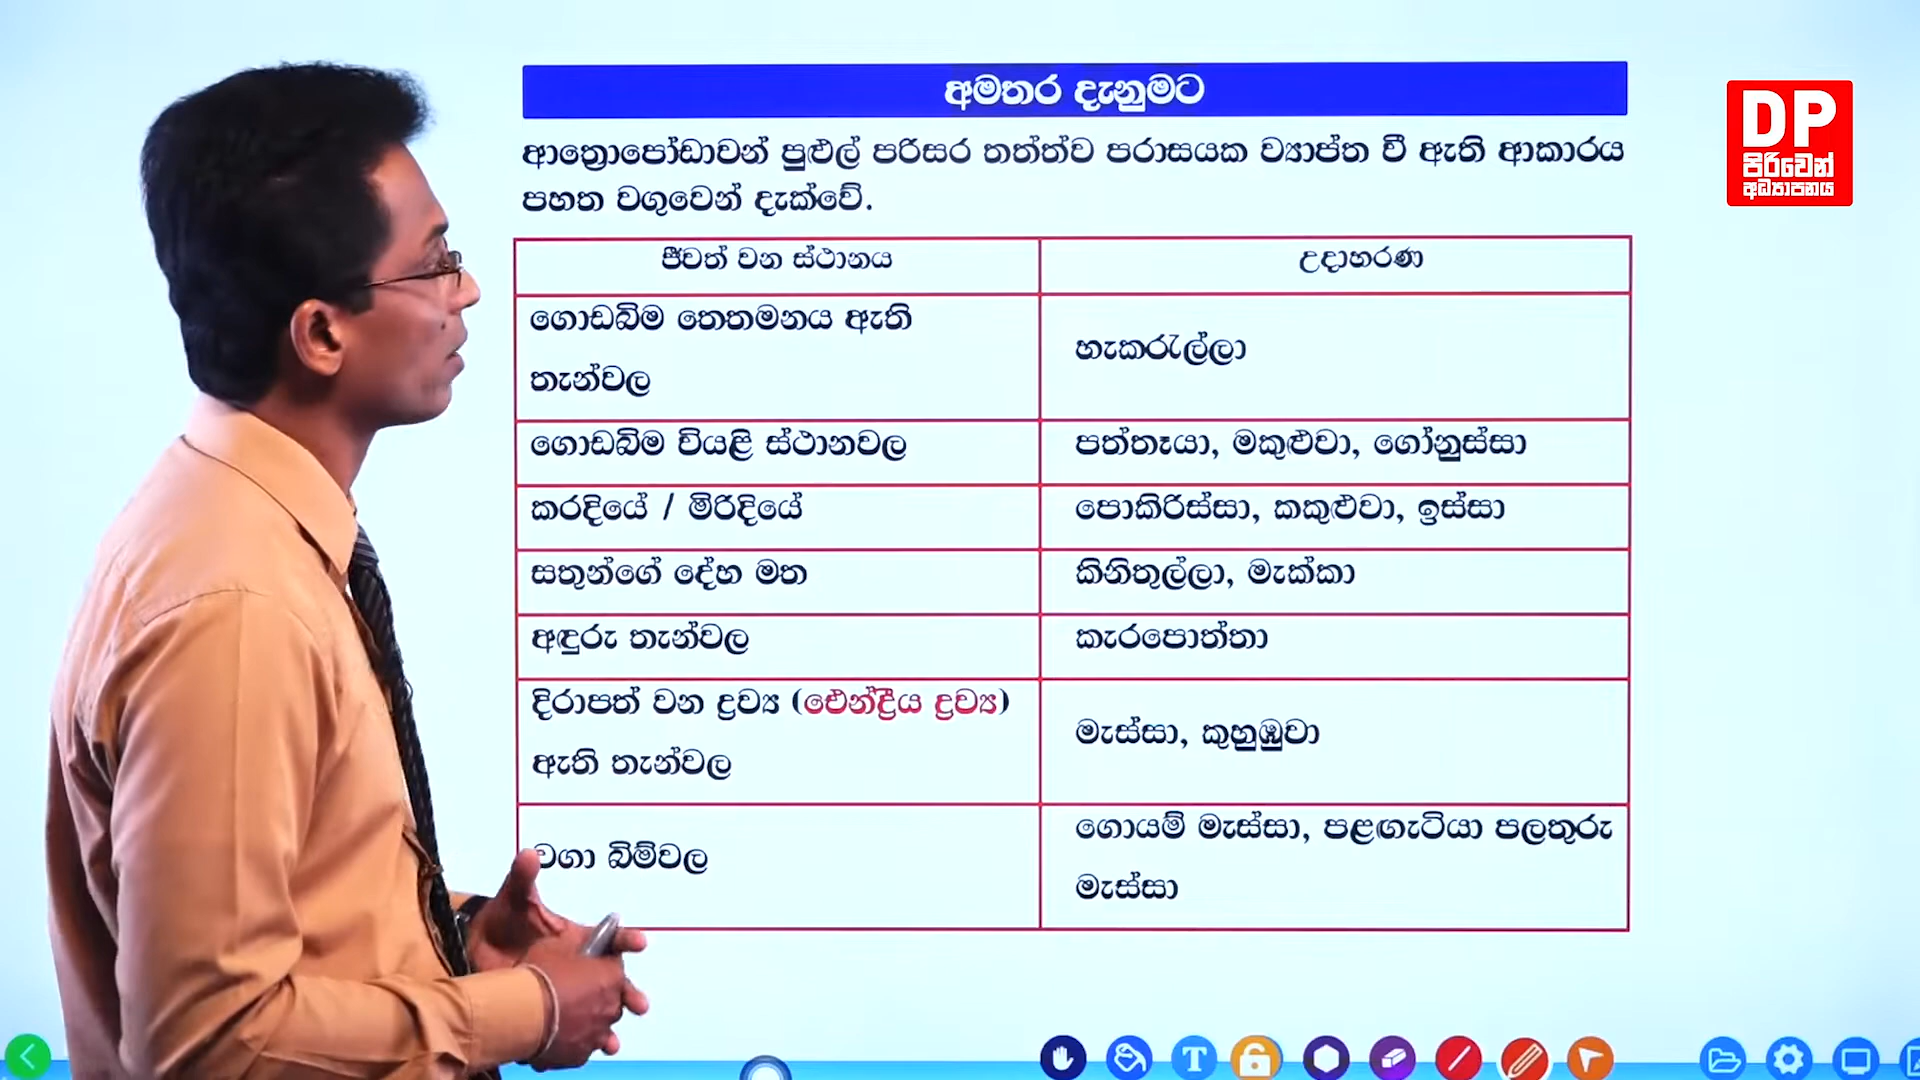 අමතර දැනුමට
DP
පිරිවෙන්
අධ්‍යාපනය
ආත්‍රොපෝඩාවන් පුළුල් පරිසර තත්ත්ව පරාසයක ව්‍යාප්ත වී ඇති ආකාරය
පහත වගුවෙන් දැක්වේ.
ජීවත් වන ස්ථානය
උදාහරණ
ගොඩබිම තෙතමනය ඇති
තැන්වල
හැකරැල්ලා
ගොඩබිම වියළි ස්ථානවල
පත්තෑයා, මකුළුවා, ගෝනුස්සා
කරදියේ / මිරිදියේ
පොකිරිස්සා, කකුළුවා, ඉස්සා
සතුන්ගේ දේහ මත
කිනිතුල්ලා, මැක්කා
අඳුරු තැන්වල
කැරපොත්තා
දිරාපත් වන ද්‍රව්‍ය (ඓන්ද්‍රීය ද්‍රව්‍ය)
ඇති තැන්වල
මැස්සා, කුහුඹුවා
වගා බිම්වල
ගොයම් මැස්සා, පළඟැටියා පලතුරු
මැස්සා
T